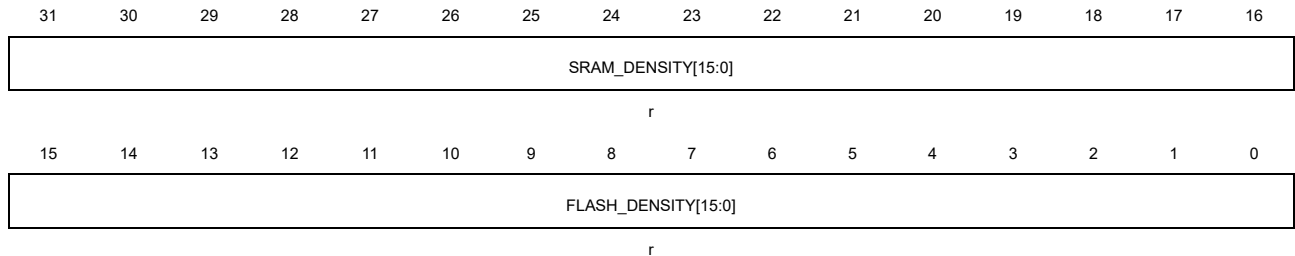 31 30 29 28 27 26 25 24 23 22 21 20 19 18 17 16
SRAM_DENSITY[15:0]
r
15 14 13 12 11 10 9 8 7 6 5 4 3 2 1 0
FLASH_DENSITY[15:0]
r